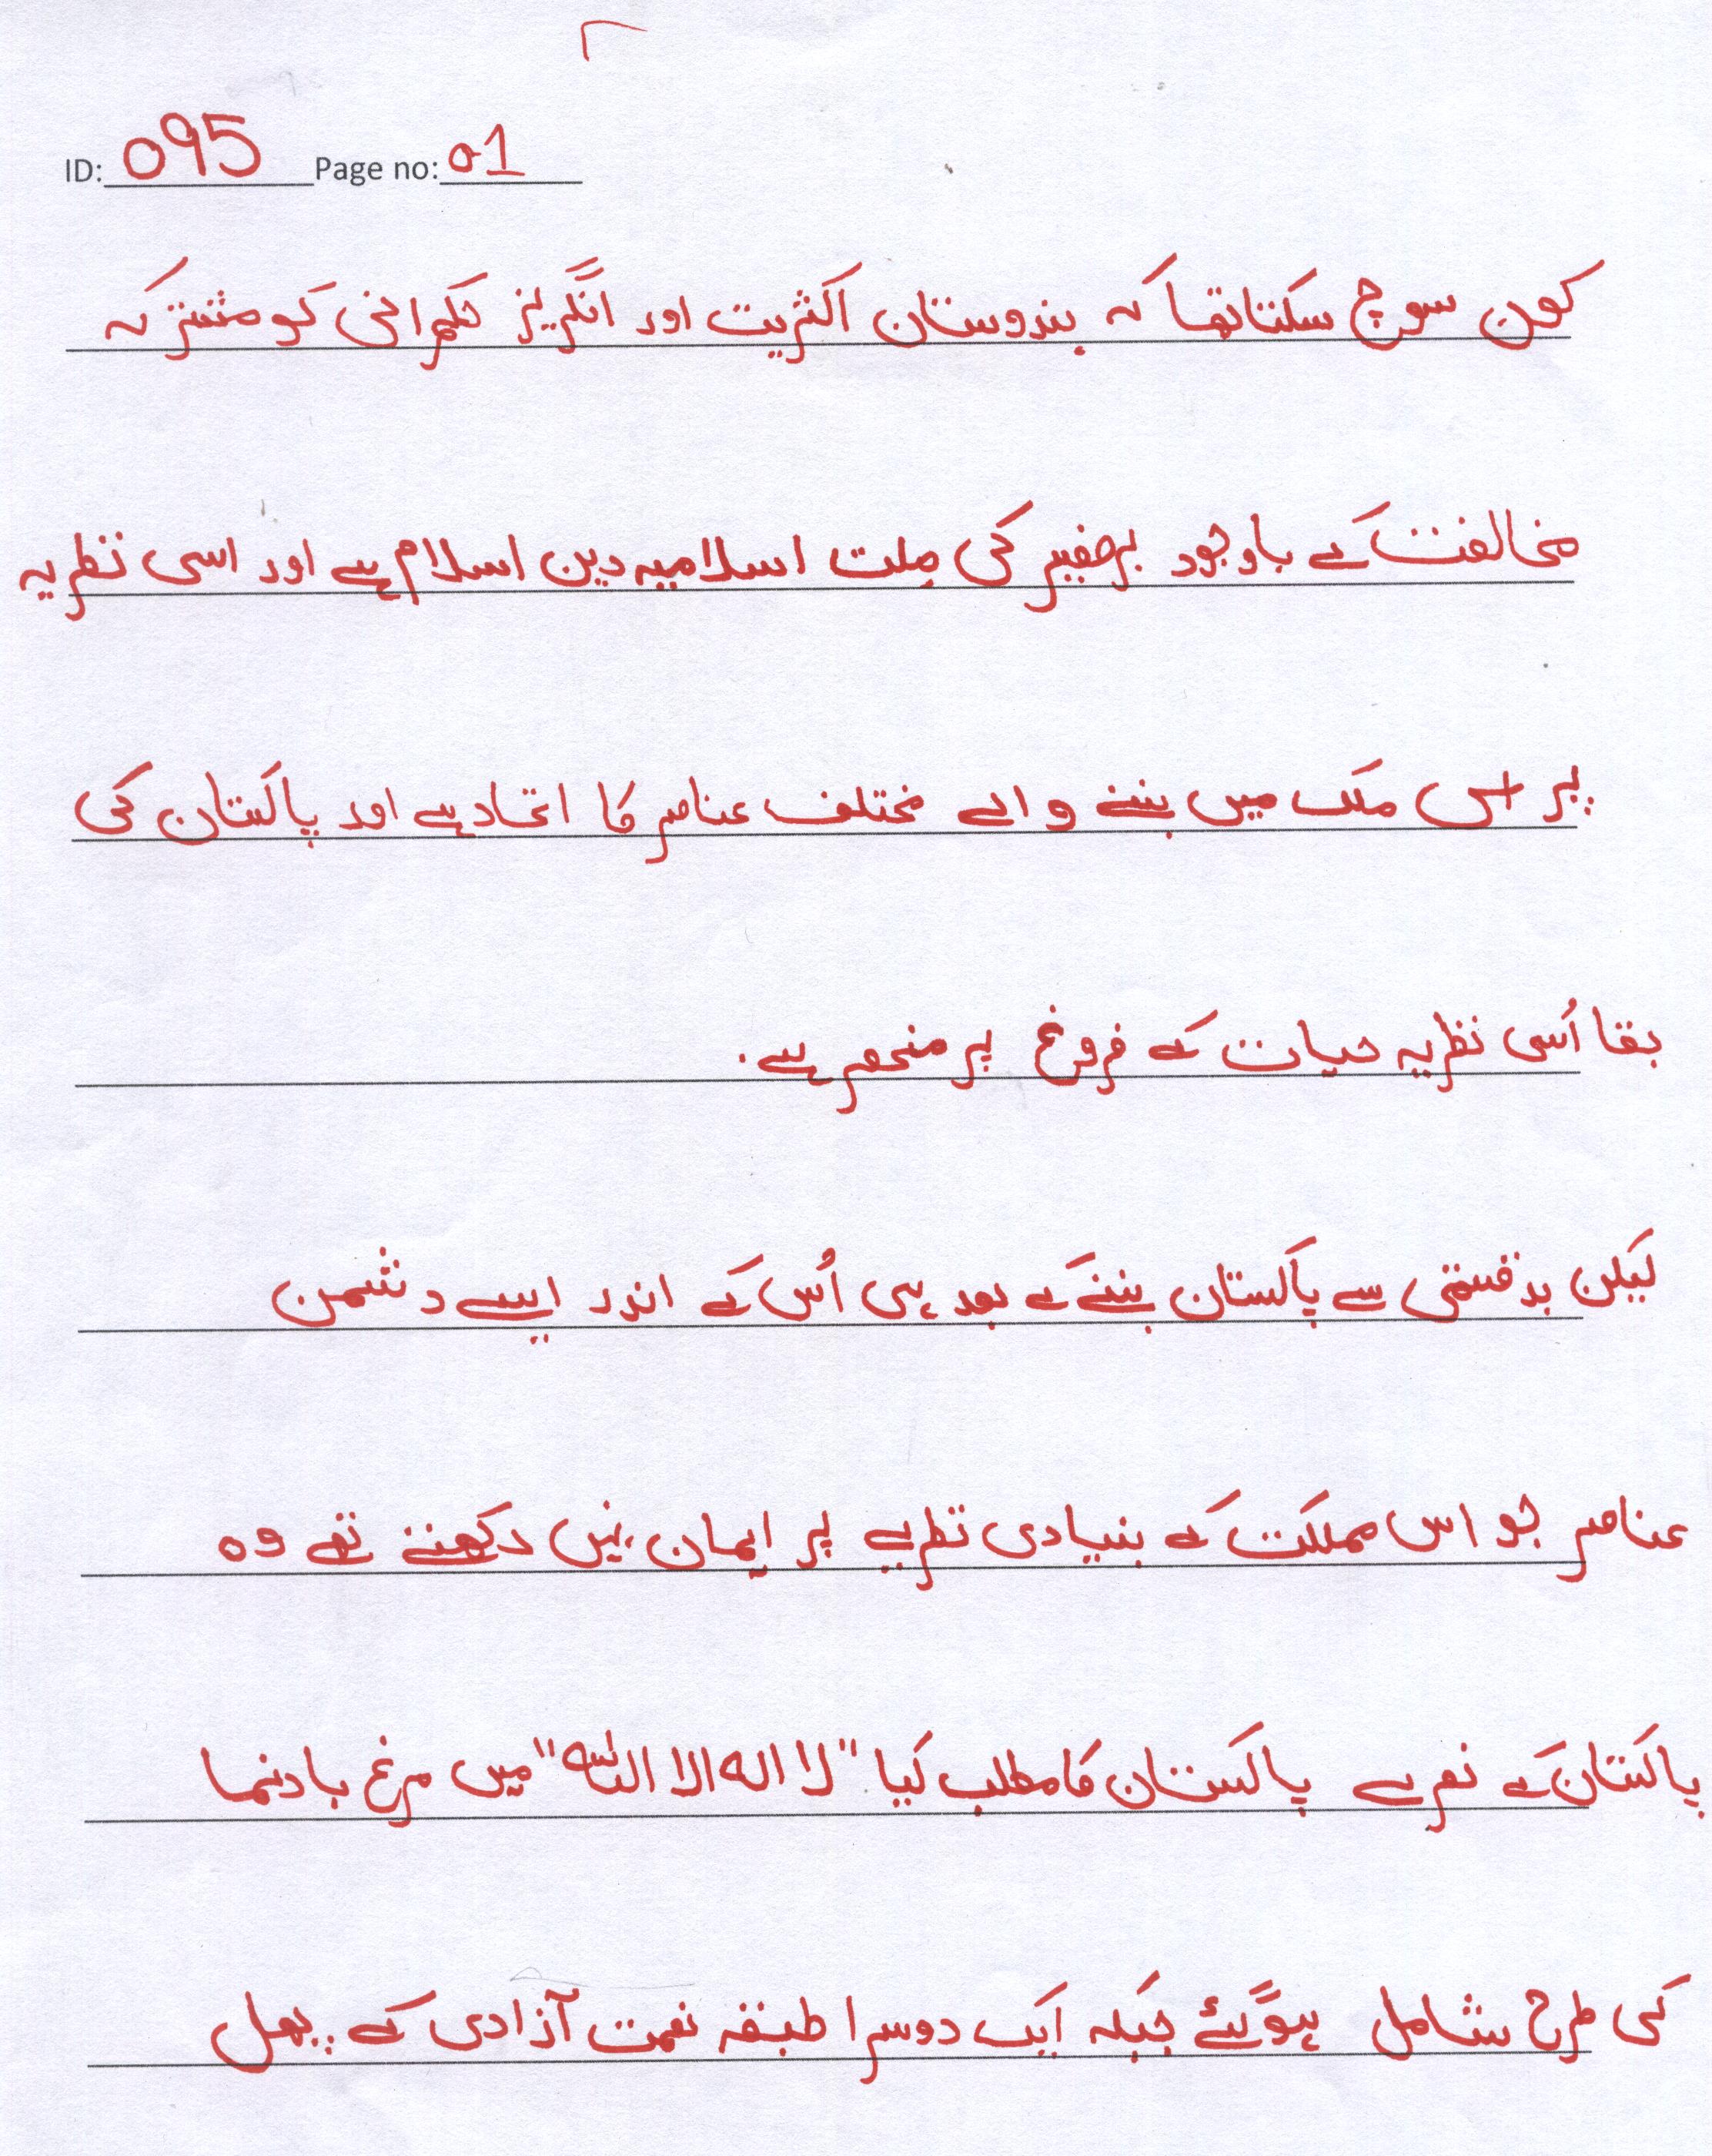 ID: 095 Page no: 01
کون سوچ سکتا تھا کہ ہندوستان اکثریت اور انگریز حکمرانی کو مشترکہ
مخالفت کے باوجود برصغیر کی ملت اسلامیہ دین اسلام ہے اور اسی نظریہ
پر اس ملک میں بسنے والے مختلف عناصر کا اتحاد ہے اور پاکستان کی
بقا اُسی نظریہ حیات کے فروغ پر منحصر ہے.
لیکن بدقسمتی سے پاکستان بننے کے بعد ہی اُس کے اندر ایسے دشمن
عناصر جو اس مملکت کے بنیادی نظریے پر ایمان نہیں رکھتے تھے وہ
پاکستان کے نعرے پاکستان کا مطلب کیا "لا الہ الا اللہ" میں مرغ بادنما
کی طرح شامل ہوگئے جبکہ ایک دوسرا طبقہ نعمت آزادی کے پھل